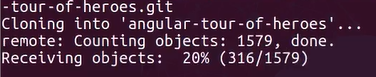 -tour-of-heroes.git
Cloning into 'angular-tour-of-heroes'...
remote: Counting objects: 1579, done.
Receiving objects:  20% (316/1579)